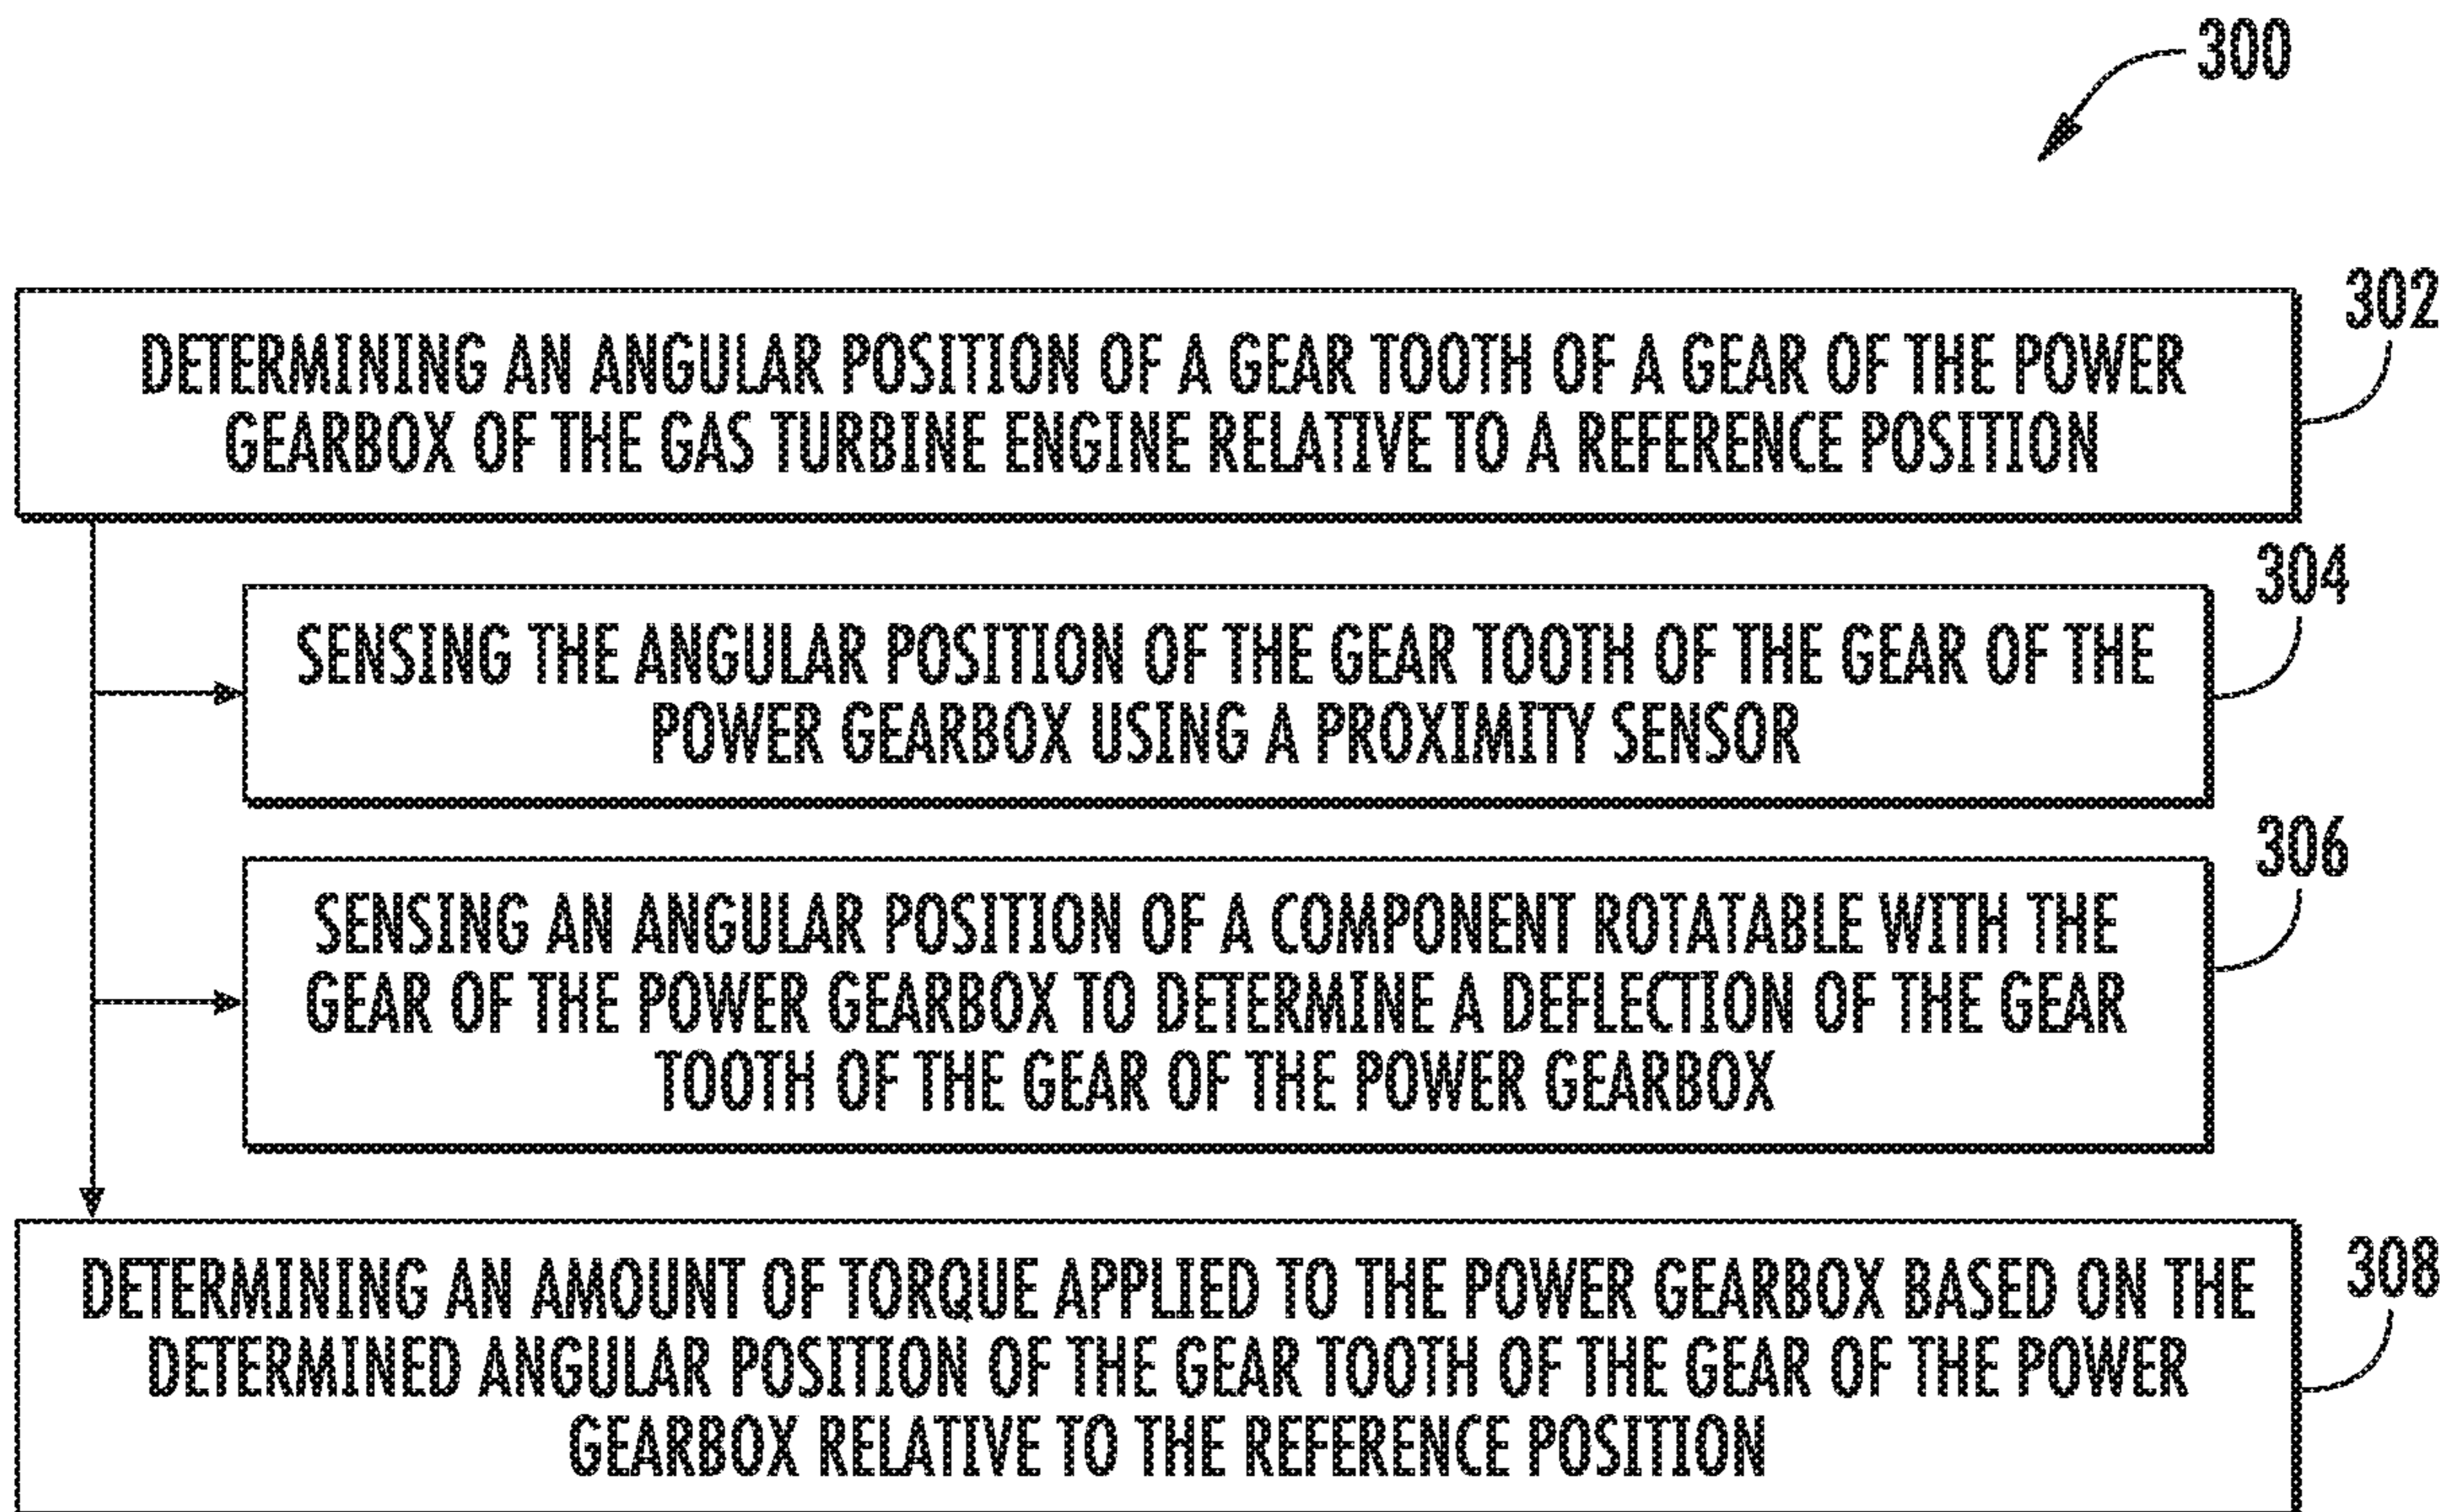 300
302
DETERMINING AN ANGULAR POSITION OF A GEAR TOOTH OF A GEAR OF THE POWER
GEARBOX OF THE GAS TURBINE ENGINE RELATIVE TO A REFERENCE POSITION
304
SENSING THE ANGULAR POSITION OF THE GEAR TOOTH OF THE GEAR OF THE
POWER GEARBOX USING A PROXIMITY SENSOR
306
SENSING AN ANGULAR POSITION OF A COMPONENT ROTATABLE WITH THE
GEAR OF THE POWER GEARBOX TO DETERMINE A DEFLECTION OF THE GEAR
TOOTH OF THE GEAR OF THE POWER GEARBOX
308
DETERMINING AN AMOUNT OF TORQUE APPLIED TO THE POWER GEARBOX BASED ON THE
DETERMINED ANGULAR POSITION OF THE GEAR TOOTH OF THE GEAR OF THE POWER
GEARBOX RELATIVE TO THE REFERENCE POSITION